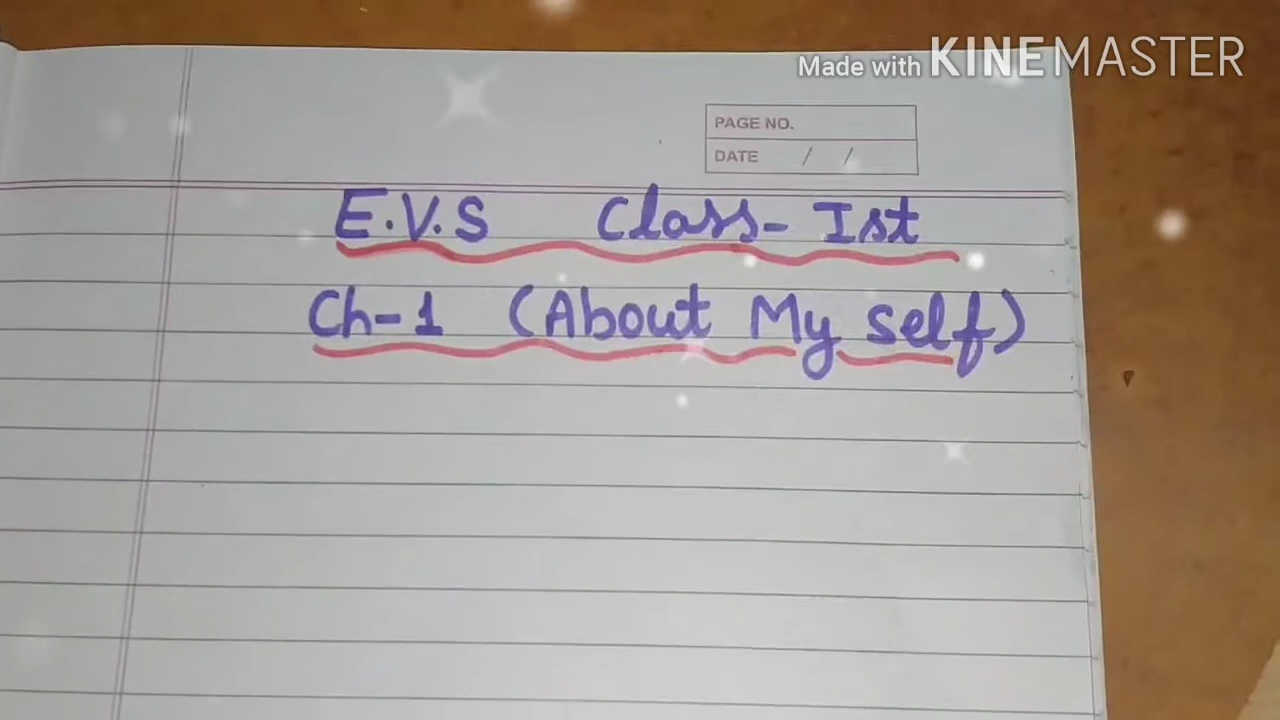 Made with KINEMASTER
PAGE NO.
DATE / /
E.V.S Class- Ist
Ch-1 (About My self)